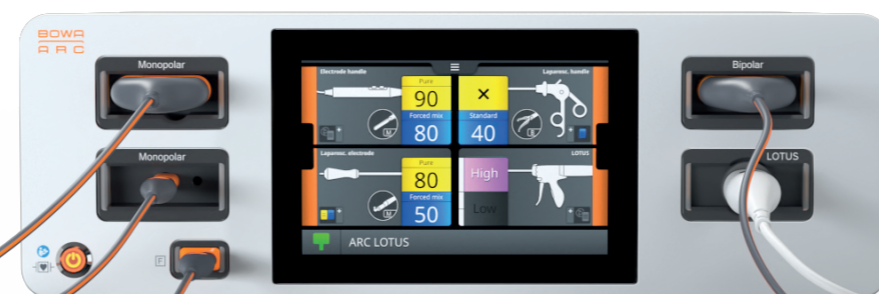 BOWA
ARC
Monopolar
Bipolar
Electrode handle
Pure
90
Forced mix
80
M
Laparosc. handle
×
Standard
40
B
Monopolar
LOTUS
Laparosc. electrode
Pure
80
Forced mix
50
M
LOTUS
High
Low
F
ARC LOTUS